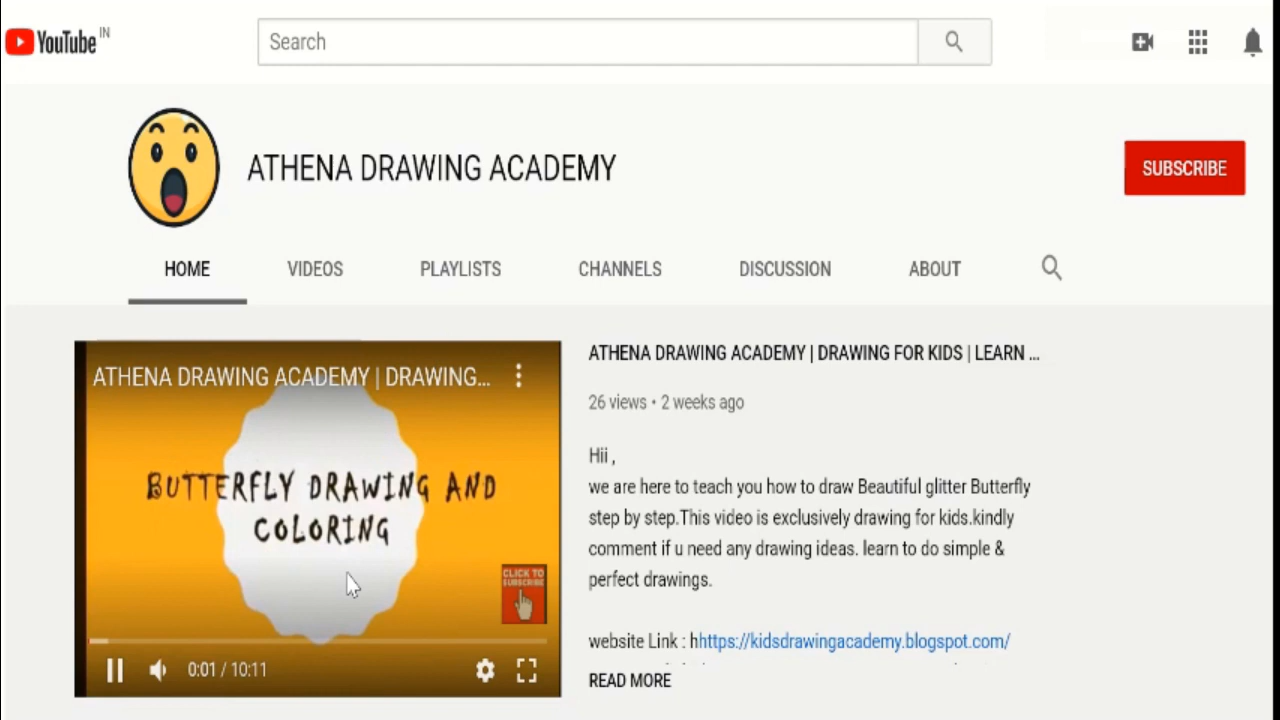 YouTube IN
Search
ATHENA DRAWING ACADEMY
SUBSCRIBE
HOME VIDEOS PLAYLISTS CHANNELS DISCUSSION ABOUT
ATHENA DRAWING ACADEMY | DRAWING...
BUTTERFLY DRAWING AND
COLORING
CLICK TO
SUBSCRIBE
0:01 / 10:11
ATHENA DRAWING ACADEMY | DRAWING FOR KIDS | LEARN ...
26 views • 2 weeks ago
Hii ,
we are here to teach you how to draw Beautiful glitter Butterfly
step by step.This video is exclusively drawing for kids.kindly
comment if u need any drawing ideas. learn to do simple &
perfect drawings.
website Link : hhttps://kidsdrawingacademy.blogspot.com/
READ MORE